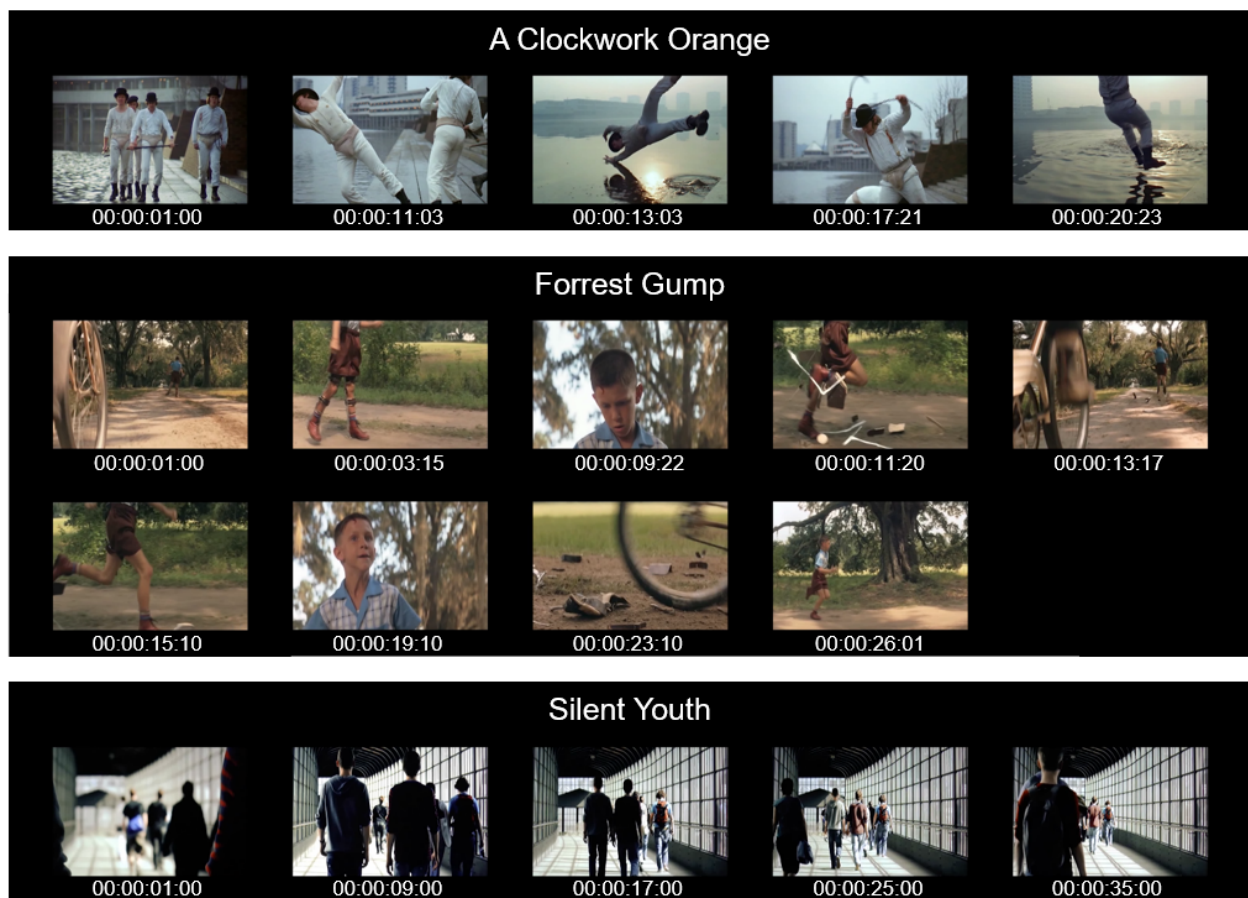 A Clockwork Orange
00:00:01:00 00:00:11:03 00:00:13:03 00:00:17:21 00:00:20:23
Forrest Gump
00:00:01:00 00:00:03:15 00:00:09:22 00:00:11:20 00:00:13:17
00:00:15:10 00:00:19:10 00:00:23:10 00:00:26:01
Silent Youth
00:00:01:00 00:00:09:00 00:00:17:00 00:00:25:00 00:00:35:00